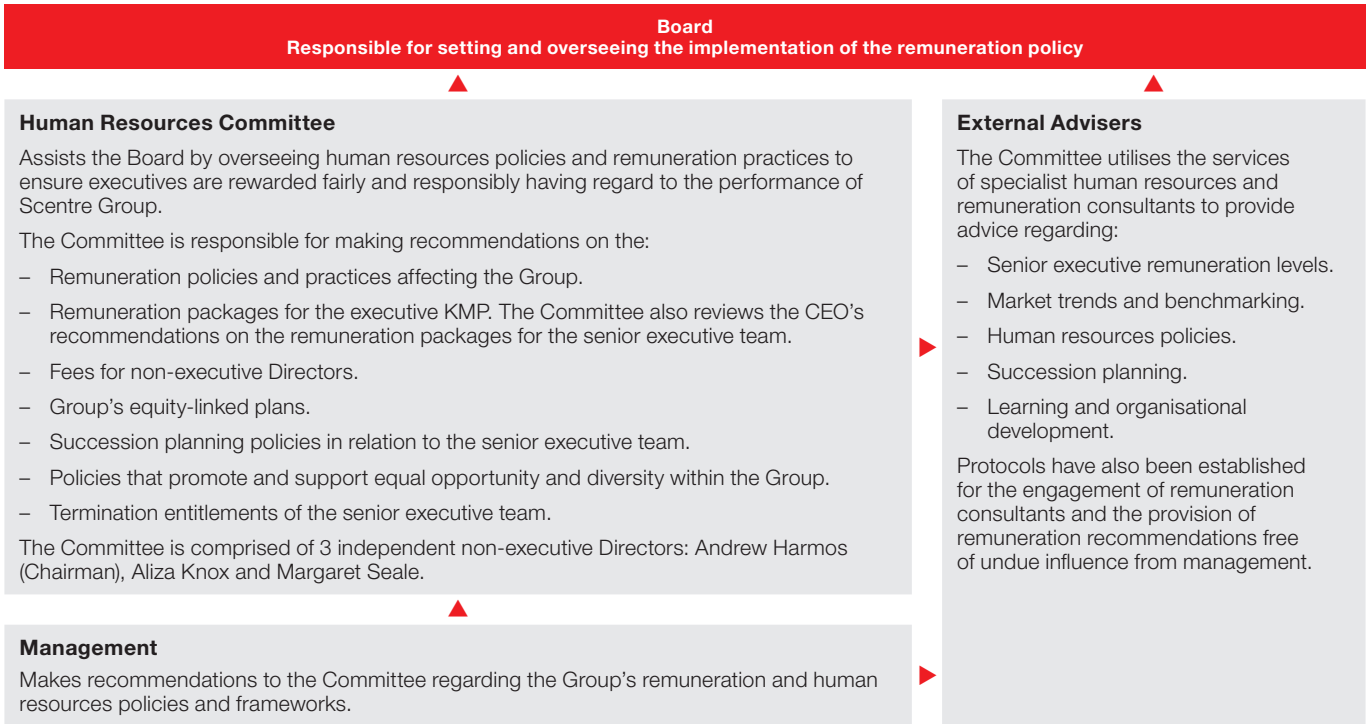 Board
Responsible for setting and overseeing the implementation of the remuneration policy
Human Resources Committee
Assists the Board by overseeing human resources policies and remuneration practices to
ensure executives are rewarded fairly and responsibly having regard to the performance of
Scentre Group.
The Committee is responsible for making recommendations on the:
– Remuneration policies and practices affecting the Group.
– Remuneration packages for the executive KMP. The Committee also reviews the CEO’s
recommendations on the remuneration packages for the senior executive team.
– Fees for non-executive Directors.
– Group’s equity-linked plans.
– Succession planning policies in relation to the senior executive team.
– Policies that promote and support equal opportunity and diversity within the Group.
– Termination entitlements of the senior executive team.
The Committee is comprised of 3 independent non-executive Directors: Andrew Harmos
(Chairman), Aliza Knox and Margaret Seale.
Management
Makes recommendations to the Committee regarding the Group’s remuneration and human
resources policies and frameworks.
External Advisers
The Committee utilises the services
of specialist human resources and
remuneration consultants to provide
advice regarding:
– Senior executive remuneration levels.
– Market trends and benchmarking.
– Human resources policies.
– Succession planning.
– Learning and organisational
development.
Protocols have also been established
for the engagement of remuneration
consultants and the provision of
remuneration recommendations free
of undue influence from management.